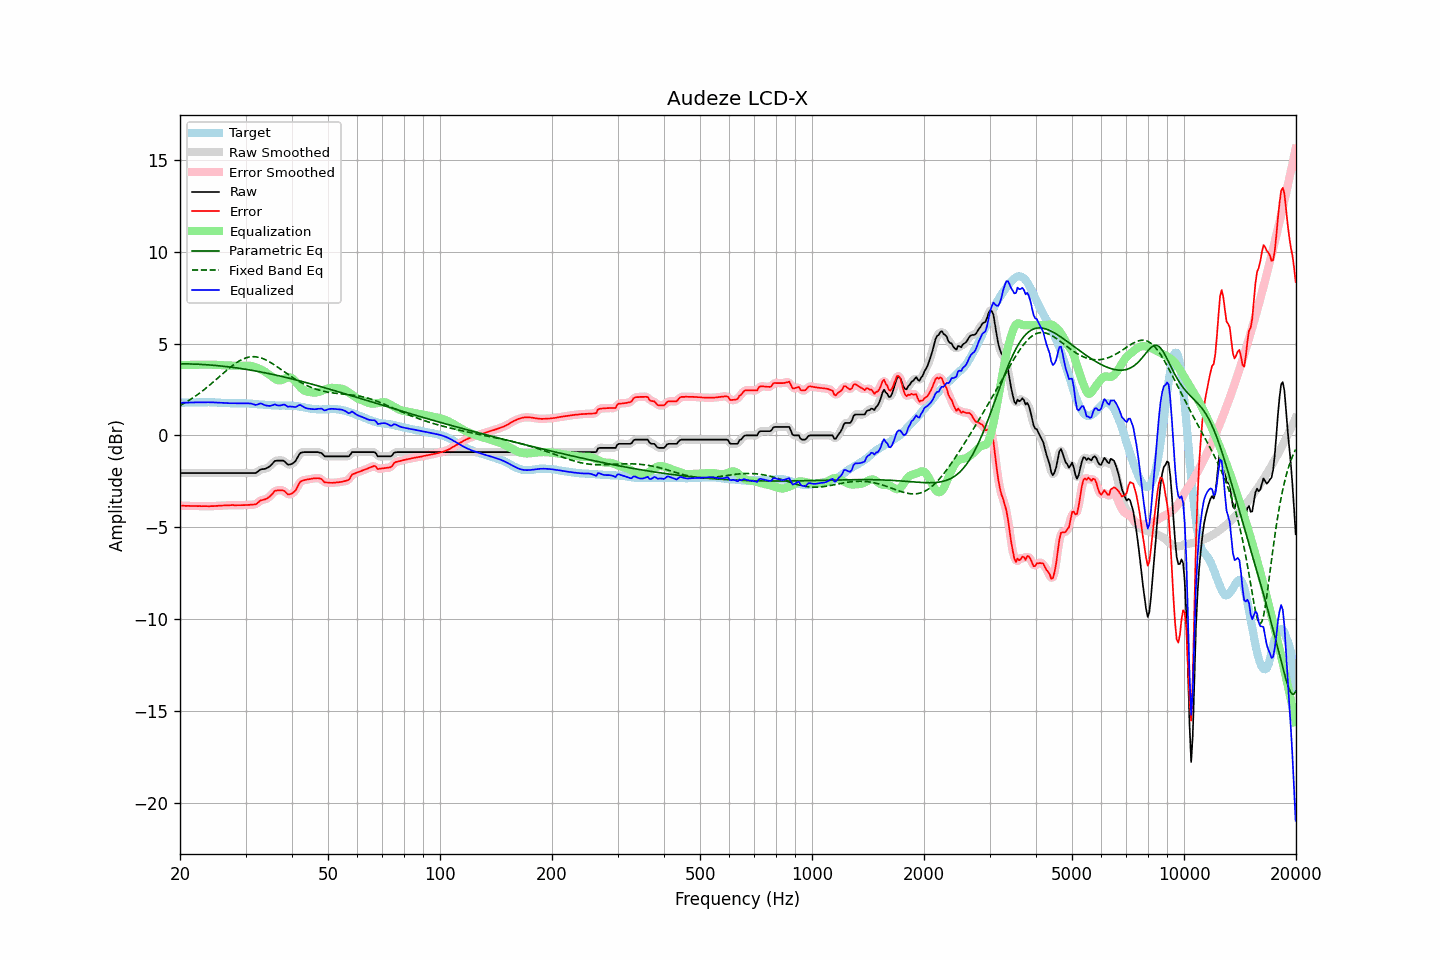 Audeze LCD-X
Target
Raw Smoothed
Error Smoothed
Raw
Error
Equalization
Parametric Eq
Fixed Band Eq
Equalized
Amplitude (dBr)
15
10
5
0
−5
−10
−15
−20
20
50
100
200
500
1000
2000
5000
10000
20000
Frequency (Hz)